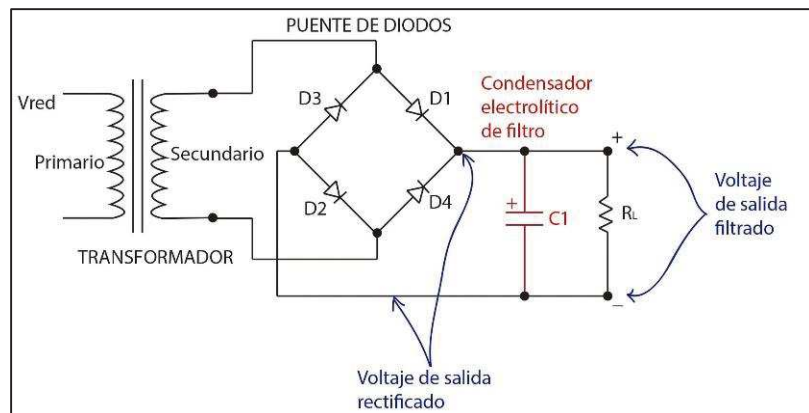 PUENTE DE DIODOS
Vred
Primario
Secundario
TRANSFORMADOR
D3
D1
D2
D4
Condensador
electrolítico
de filtro
+
C1
RL
+
−
Voltaje
de salida
filtrado
Voltaje de salida
rectificado